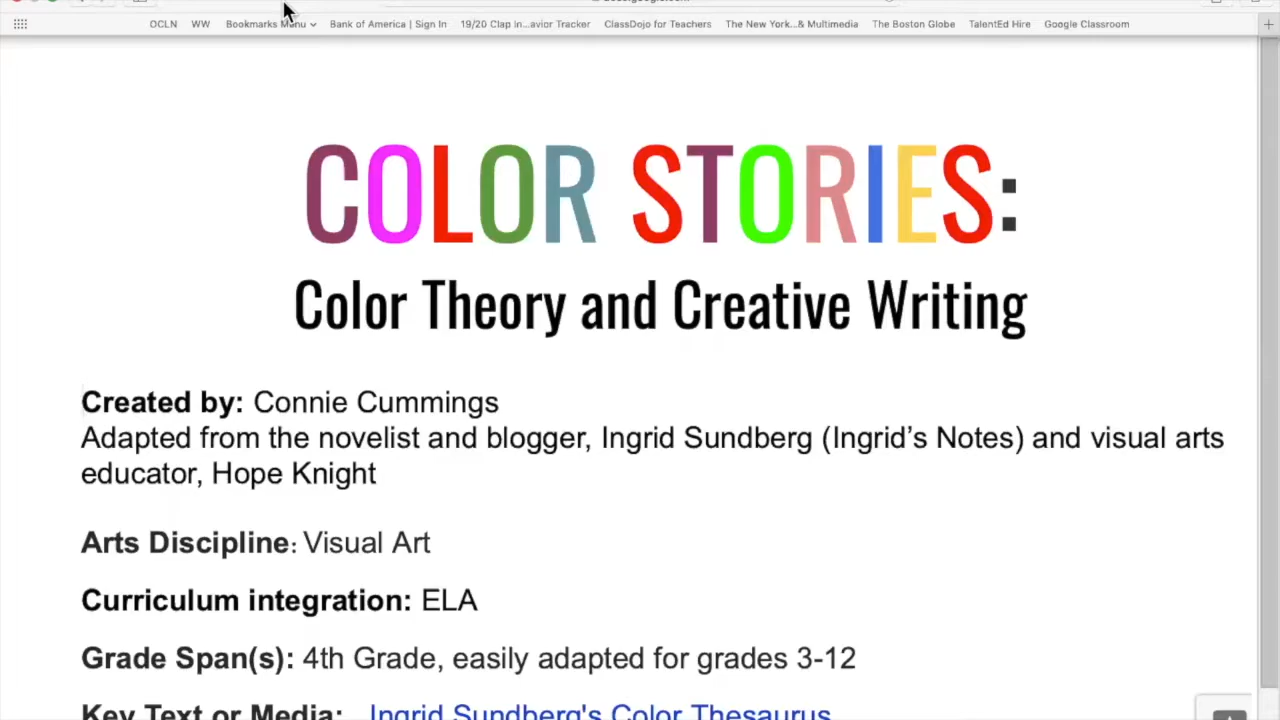 OCLN WW Bookmarks Menu Bank of America | Sign In 19/20 Clap in...avior Tracker ClassDojo for Teachers The New York...& Multimedia The Boston Globe TalentEd Hire Google Classroom
COLOR STORIES:
Color Theory and Creative Writing
Created by: Connie Cummings
Adapted from the novelist and blogger, Ingrid Sundberg (Ingrid’s Notes) and visual arts
educator, Hope Knight
Arts Discipline: Visual Art
Curriculum integration: ELA
Grade Span(s): 4th Grade, easily adapted for grades 3-12
Key Text or Media: Ingrid Sundberg's Color Thesaurus